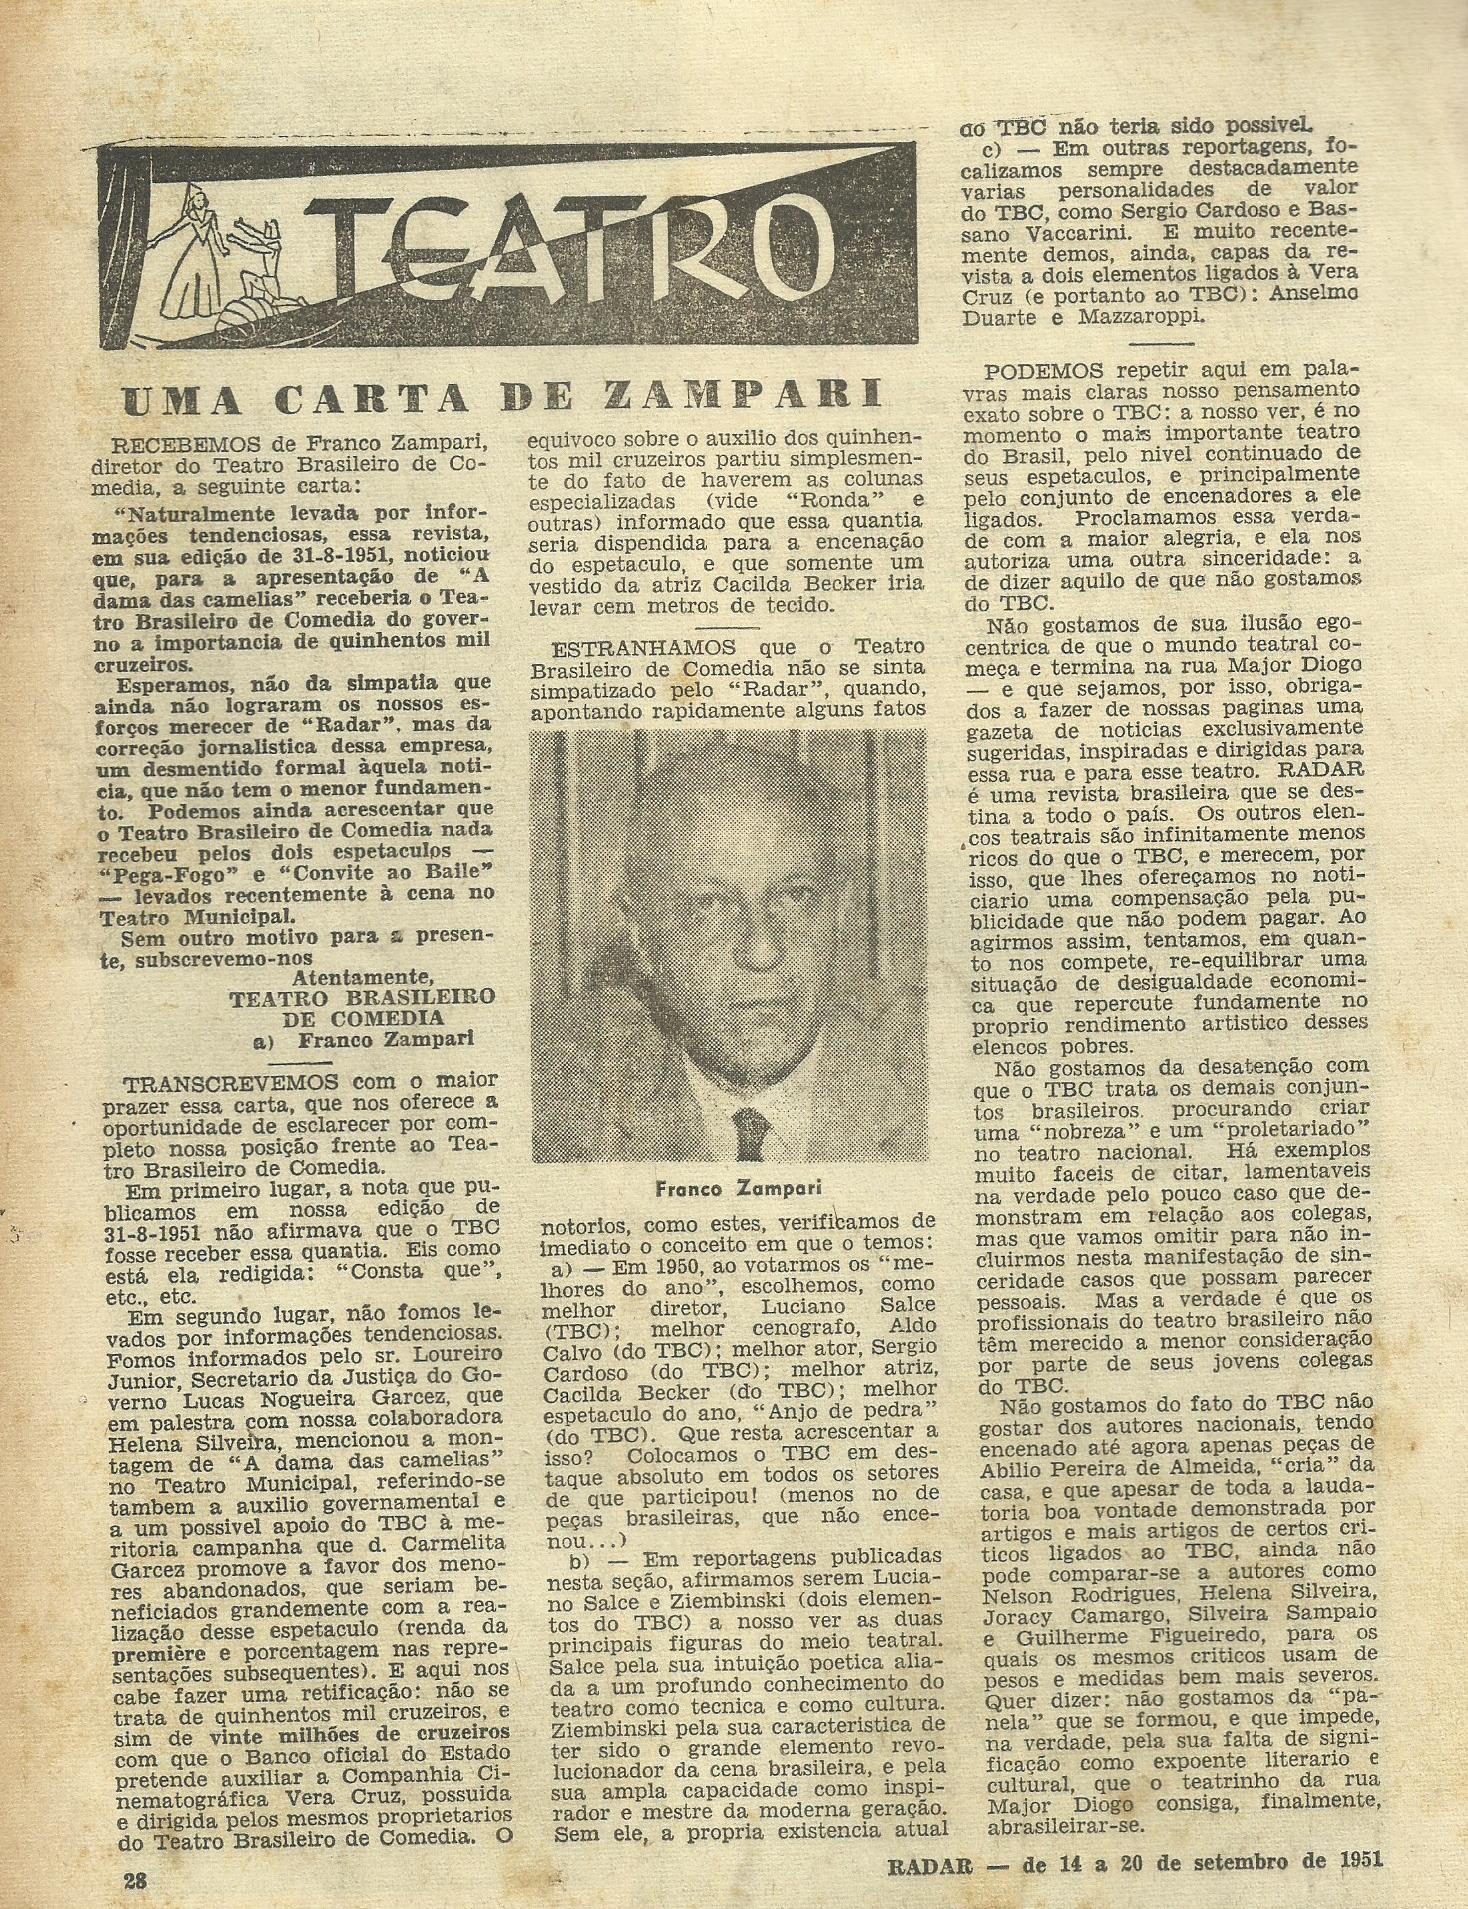 TEATRO
UMA CARTA DE ZAMPARI
RECEBEMOS de Franco Zampari,
diretor do Teatro Brasileiro de Co-
media, a seguinte carta:
“Naturalmente levada por infor-
mações tendenciosas, essa revista,
em sua edição de 31-8-1951, noticiou
que, para a apresentação de “A
dama das camelias” receberia o Tea-
tro Brasileiro de Comedia do gover-
no a importancia de quinhentos mil
cruzeiros.
Esperamos, não da simpatia que
ainda não lograram os nossos es-
forços merecer de “Radar”, mas da
correção jornalistica dessa empresa,
um desmentido formal àquela noti-
cia, que não tem o menor fundamen-
to. Podemos ainda acrescentar que
o Teatro Brasileiro de Comedia nada
recebeu pelos dois espetaculos —
“Pega-Fogo” e “Convite ao Baile”
— levados recentemente à cena no
Teatro Municipal.
Sem outro motivo para a presen-
te, subscrevemo-nos
Atentamente,
TEATRO BRASILEIRO
DE COMEDIA
a) Franco Zampari
TRANSCREVEMOS com o maior
prazer essa carta, que nos oferece a
oportunidade de esclarecer por com-
pleto nossa posição frente ao Tea-
tro Brasileiro de Comedia.
Em primeiro lugar, a nota que pu-
blicamos em nossa edição de
31-8-1951 não afirmava que o TBC
fosse receber essa quantia. Eis como
está ela redigida: “Consta que”,
etc., etc.
Em segundo lugar, não fomos le-
vados por informações tendenciosas.
Fomos informados pelo sr. Loureiro
Junior, Secretario da Justiça do Go-
verno Lucas Nogueira Garcez, que
em palestra com nossa colaboradora
Helena Silveira, mencionou a mon-
tagem de “A dama das camelias”
no Teatro Municipal, referindo-se
tambem a auxilio governamental e
a um possivel apoio do TBC à me-
ritoria campanha que d. Carmelita
Garcez promove a favor dos meno-
res abandonados, que seriam be-
neficiados grandemente com a rea-
lização desse espetaculo (renda da
première e porcentagem nas repre-
sentações subsequentes). E aqui nos
cabe fazer uma retificação: não se
trata de quinhentos mil cruzeiros, e
sim de vinte milhões de cruzeiros
com que o Banco oficial do Estado
pretende auxiliar a Companhia Ci-
nematográfica Vera Cruz, possuida
e dirigida pelos mesmos proprietarios
do Teatro Brasileiro de Comedia. O
equivoco sobre o auxilio dos quinhen-
tos mil cruzeiros partiu simplesmen-
te do fato de haverem as colunas
especializadas (vide “Ronda” e
outras) informado que essa quantia
seria dispendida para a encenação
do espetaculo, e que somente um
vestido da atriz Cacilda Becker iria
levar cem metros de tecido.
ESTRANHAMOS que o Teatro
Brasileiro de Comedia não se sinta
simpatizado pelo “Radar”, quando,
apontando rapidamente alguns fatos
Franco Zampari
notorios, como estes, verificamos de
imediato o conceito em que o temos:
a) — Em 1950, ao votarmos os “me-
lhores do ano”, escolhemos, como
melhor diretor, Luciano Salce
(TBC); melhor cenografo, Aldo
Calvo (do TBC); melhor ator, Sergio
Cardoso (do TBC); melhor atriz,
Cacilda Becker (do TBC); melhor
espetaculo do ano, “Anjo de pedra”
(do TBC). Que resta acrescentar a
isso? Colocamos o TBC em des-
taque absoluto em todos os setores
de que participou! (menos no de
peças brasileiras, que não ence-
nou...)
b) — Em reportagens publicadas
nesta seção, afirmamos serem Lucia-
no Salce e Ziembinski (dois elemen-
tos do TBC) a nosso ver as duas
principais figuras do meio teatral.
Salce pela sua intuição poetica alia-
da a um profundo conhecimento do
teatro como tecnica e como cultura.
Ziembinski pela sua caracteristica de
ter sido o grande elemento revo-
lucionador da cena brasileira, e pela
sua ampla capacidade como inspi-
rador e mestre da moderna geração.
Sem ele, a propria existencia atual
do TBC não teria sido possivel.
c) — Em outras reportagens, fo-
calizamos sempre destacadamente
varias personalidades de valor
do TBC, como Sergio Cardoso e Bas-
sano Vaccarini. E muito recente-
mente demos, ainda, capas da re-
vista a dois elementos ligados à Vera
Cruz (e portanto ao TBC): Anselmo
Duarte e Mazzaroppi.
PODEMOS repetir aqui em pala-
vras mais claras nosso pensamento
exato sobre o TBC: a nosso ver, é no
momento o mais importante teatro
do Brasil, pelo nivel continuado de
seus espetaculos, e principalmente
pelo conjunto de encenadores a ele
ligados. Proclamamos essa verda-
de com a maior alegria, e ela nos
autoriza uma outra sinceridade: a
de dizer aquilo de que não gostamos
do TBC.
Não gostamos de sua ilusão ego-
centrica de que o mundo teatral co-
meça e termina na rua Major Diogo
— e que sejamos, por isso, obriga-
dos a fazer de nossas paginas uma
gazeta de noticias exclusivamente
sugeridas, inspiradas e dirigidas para
essa rua e para esse teatro. RADAR
é uma revista brasileira que se des-
tina a todo o país. Os outros elen-
cos teatrais são infinitamente menos
ricos do que o TBC, e merecem, por
isso, que lhes ofereçamos no noti-
ciario uma compensação pela pu-
blicidade que não podem pagar. Ao
agirmos assim, tentamos, em quan-
to nos compete, re-equilibrar uma
situação de desigualdade economi-
ca que repercute fundamente no
proprio rendimento artistico desses
elencos pobres.
Não gostamos da desatenção com
que o TBC trata os demais conjun-
tos brasileiros, procurando criar
uma “nobreza” e um “proletariado”
no teatro nacional. Há exemplos
muito faceis de citar, lamentaveis
na verdade pelo pouco caso que de-
monstram em relação aos colegas,
mas que vamos omitir para não in-
cluirmos nesta manifestação de sin-
ceridade casos que possam parecer
pessoais. Mas a verdade é que os
profissionais do teatro brasileiro não
têm merecido a menor consideração
por parte de seus jovens colegas
do TBC.
Não gostamos do fato do TBC não
gostar dos autores nacionais, tendo
encenado até agora apenas peças de
Abilio Pereira de Almeida, “cria” da
casa, e que apesar de toda a lauda-
toria boa vontade demonstrada por
artigos e mais artigos de certos cri-
ticos ligados ao TBC, ainda não
pode comparar-se a autores como
Nelson Rodrigues, Helena Silveira,
Joracy Camargo, Silveira Sampaio
e Guilherme Figueiredo, para os
quais os mesmos criticos usam de
pesos e medidas bem mais severos.
Quer dizer: não gostamos da “pa-
nela” que se formou, e que impede,
na verdade, pela sua falta de signi-
ficação como expoente literario e
cultural, que o teatrinho da rua
Major Diogo consiga, finalmente,
abrasileirar-se.
28
RADAR — de 14 a 20 de setembro de 1951